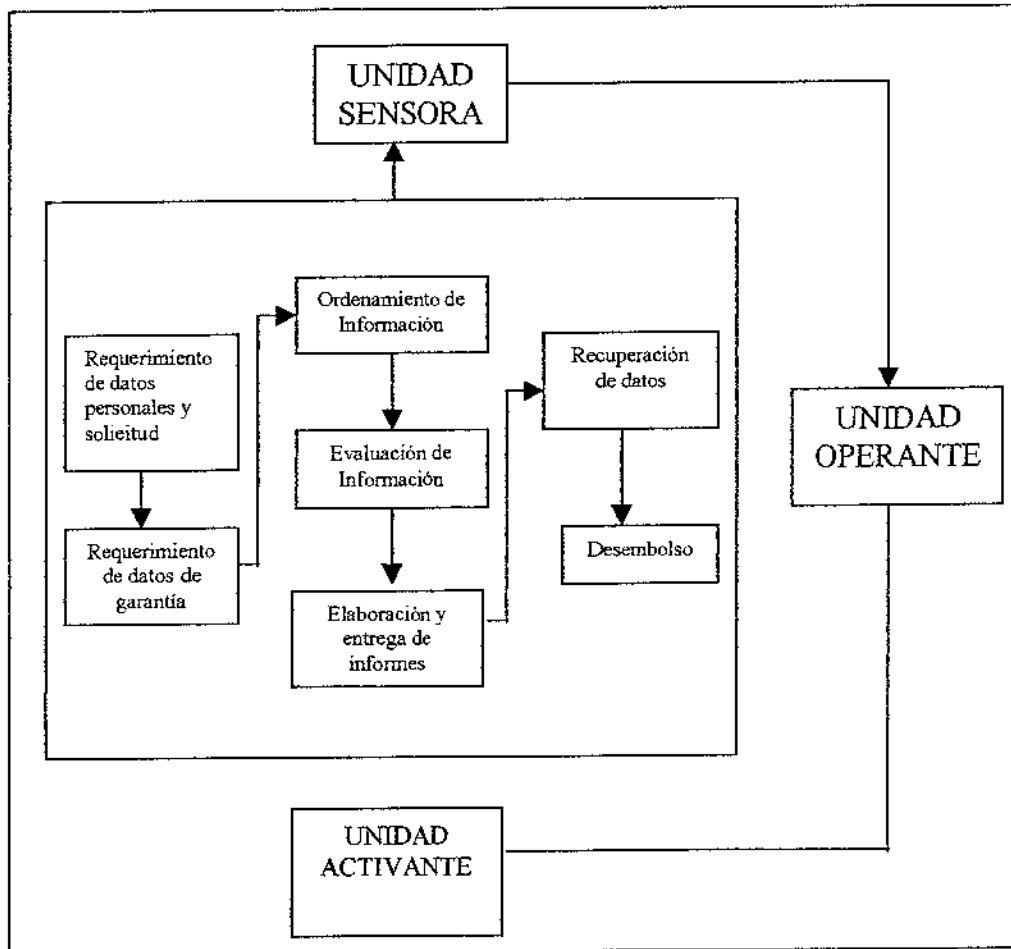 UNIDAD
SENSORA
Requerimiento
de datos
personales y
solicitud
Requerimiento
de datos de
garantía
Ordenamiento de
Información
Evaluación de
Información
Elaboración y
entrega de
informes
Recuperación
de datos
Desembolso
UNIDAD
OPERANTE
UNIDAD
ACTIVANTE